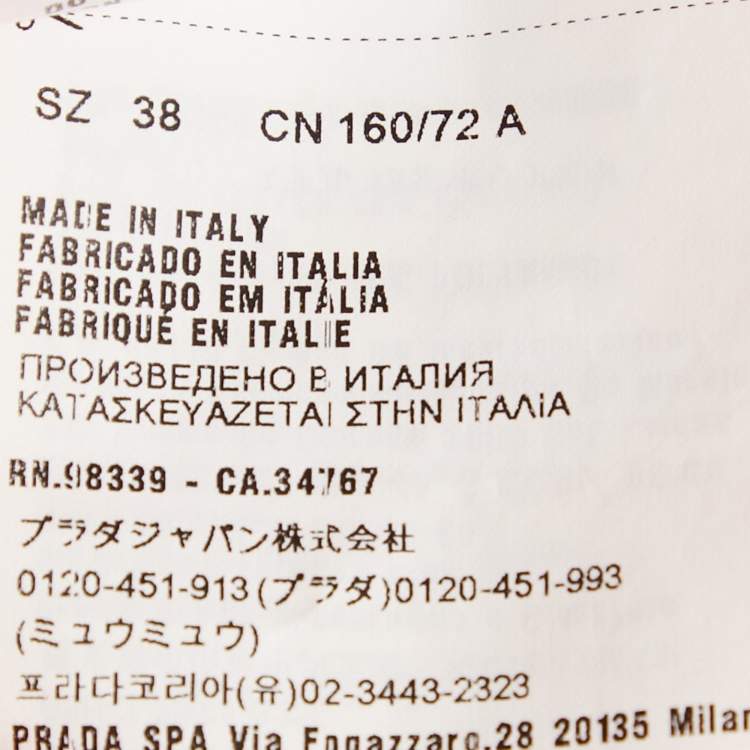 SZ 38 CN 160/72 A
MADE IN ITALY
FABRICADO EN ITALIA
FABRICADO EM ITÁLIA
FABRIQUÉ EN ITALIE
ПРОИЗВЕДЕНО В ИТАЛИЯ
ΚΑΤΑΣΚΕΥΑΖΕΤΑΙ ΣΤΗΝ ΙΤΑΛiΑ
RN.98339 - CA.34767
プラダジャパン株式会社
0120-451-913(プラダ)0120-451-993
(ミュウミュウ)
프라다코리아(유)02-3443-2323
PRADA SPA Via Fogazzaro,28 20135 Milan